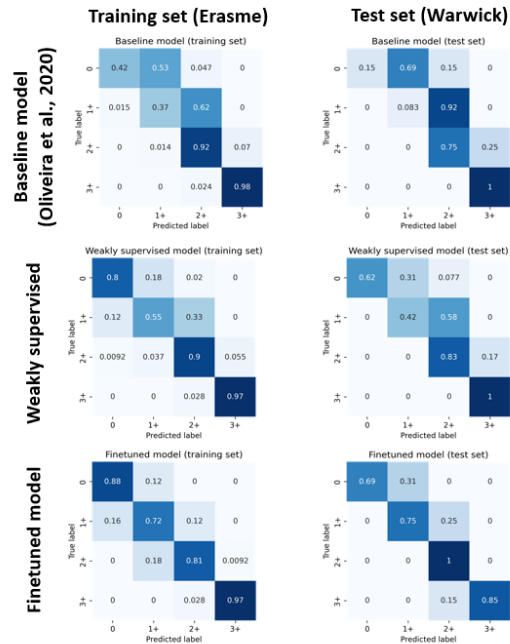 Training set (Erasme)
Test set (Warwick)
Baseline model
(Oliveira et al., 2020)
Baseline model (training set)
True label
0
1+
2+
3+
0.42 0.53 0.047 0
0.015 0.37 0.62 0
0 0.014 0.92 0.07
0 0 0.024 0.98
0 1+ 2+ 3+
Predicted label
Baseline model (test set)
True label
0
1+
2+
3+
0.15 0.69 0.15 0
0 0.083 0.92 0
0 0 0.75 0.25
0 0 0 1
0 1+ 2+ 3+
Predicted label
Weakly supervised
Weakly supervised model (training set)
True label
0
1+
2+
3+
0.8 0.18 0.02 0
0.12 0.55 0.33 0
0.0092 0.037 0.9 0.055
0 0 0.028 0.97
0 1+ 2+ 3+
Predicted label
Weakly supervised model (test set)
True label
0
1+
2+
3+
0.62 0.31 0.077 0
0 0.42 0.58 0
0 0 0.83 0.17
0 0 0 1
0 1+ 2+ 3+
Predicted label
Finetuned model
Finetuned model (training set)
True label
0
1+
2+
3+
0.88 0.12 0 0
0.16 0.72 0.12 0
0 0.18 0.81 0.0092
0 0 0.028 0.97
0 1+ 2+ 3+
Predicted label
Finetuned model (test set)
True label
0
1+
2+
3+
0.69 0.31 0 0
0 0.75 0.25 0
0 0 1 0
0 0 0.15 0.85
0 1+ 2+ 3+
Predicted label